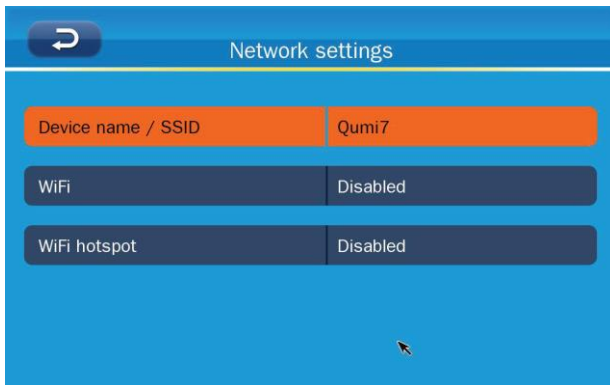 Network settings
Device name / SSID Qumi7
WiFi Disabled
WiFi hotspot Disabled